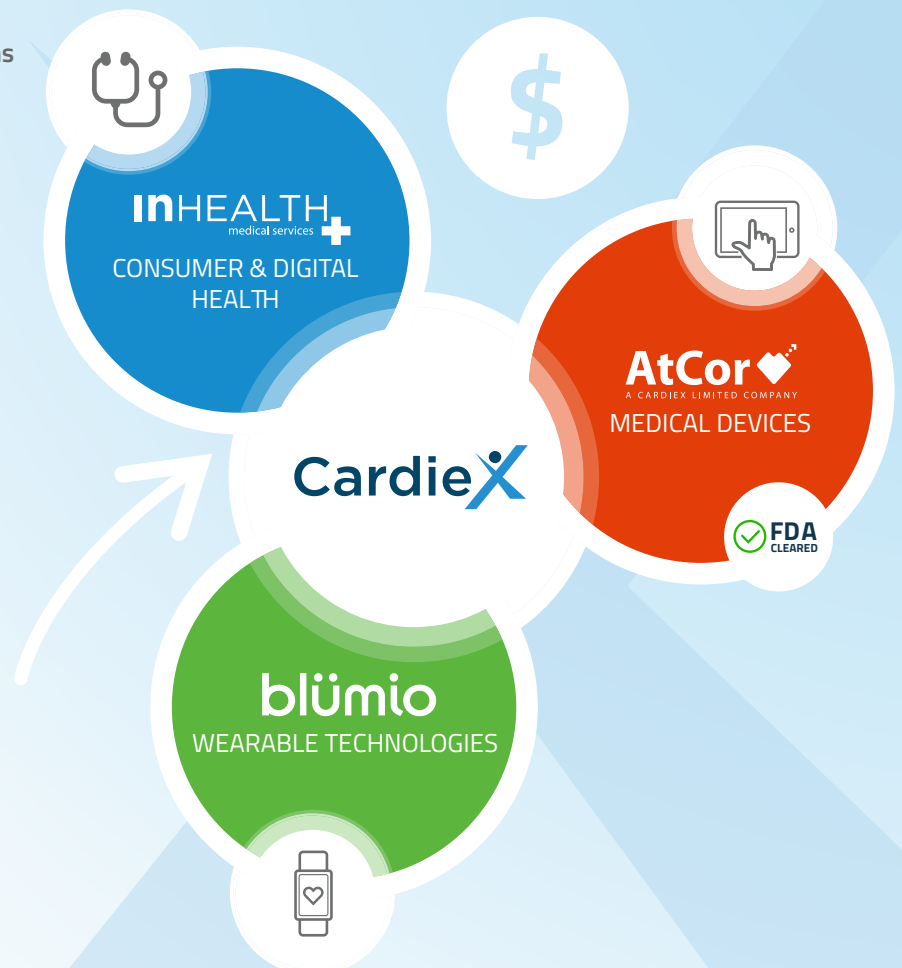 $
INHEALTH
medical services
CONSUMER & DIGITAL
HEALTH
AtCor
A CARDIEX LIMITED COMPANY
MEDICAL DEVICES
CardieX
FDA
CLEARED
blümio
WEARABLE TECHNOLOGIES